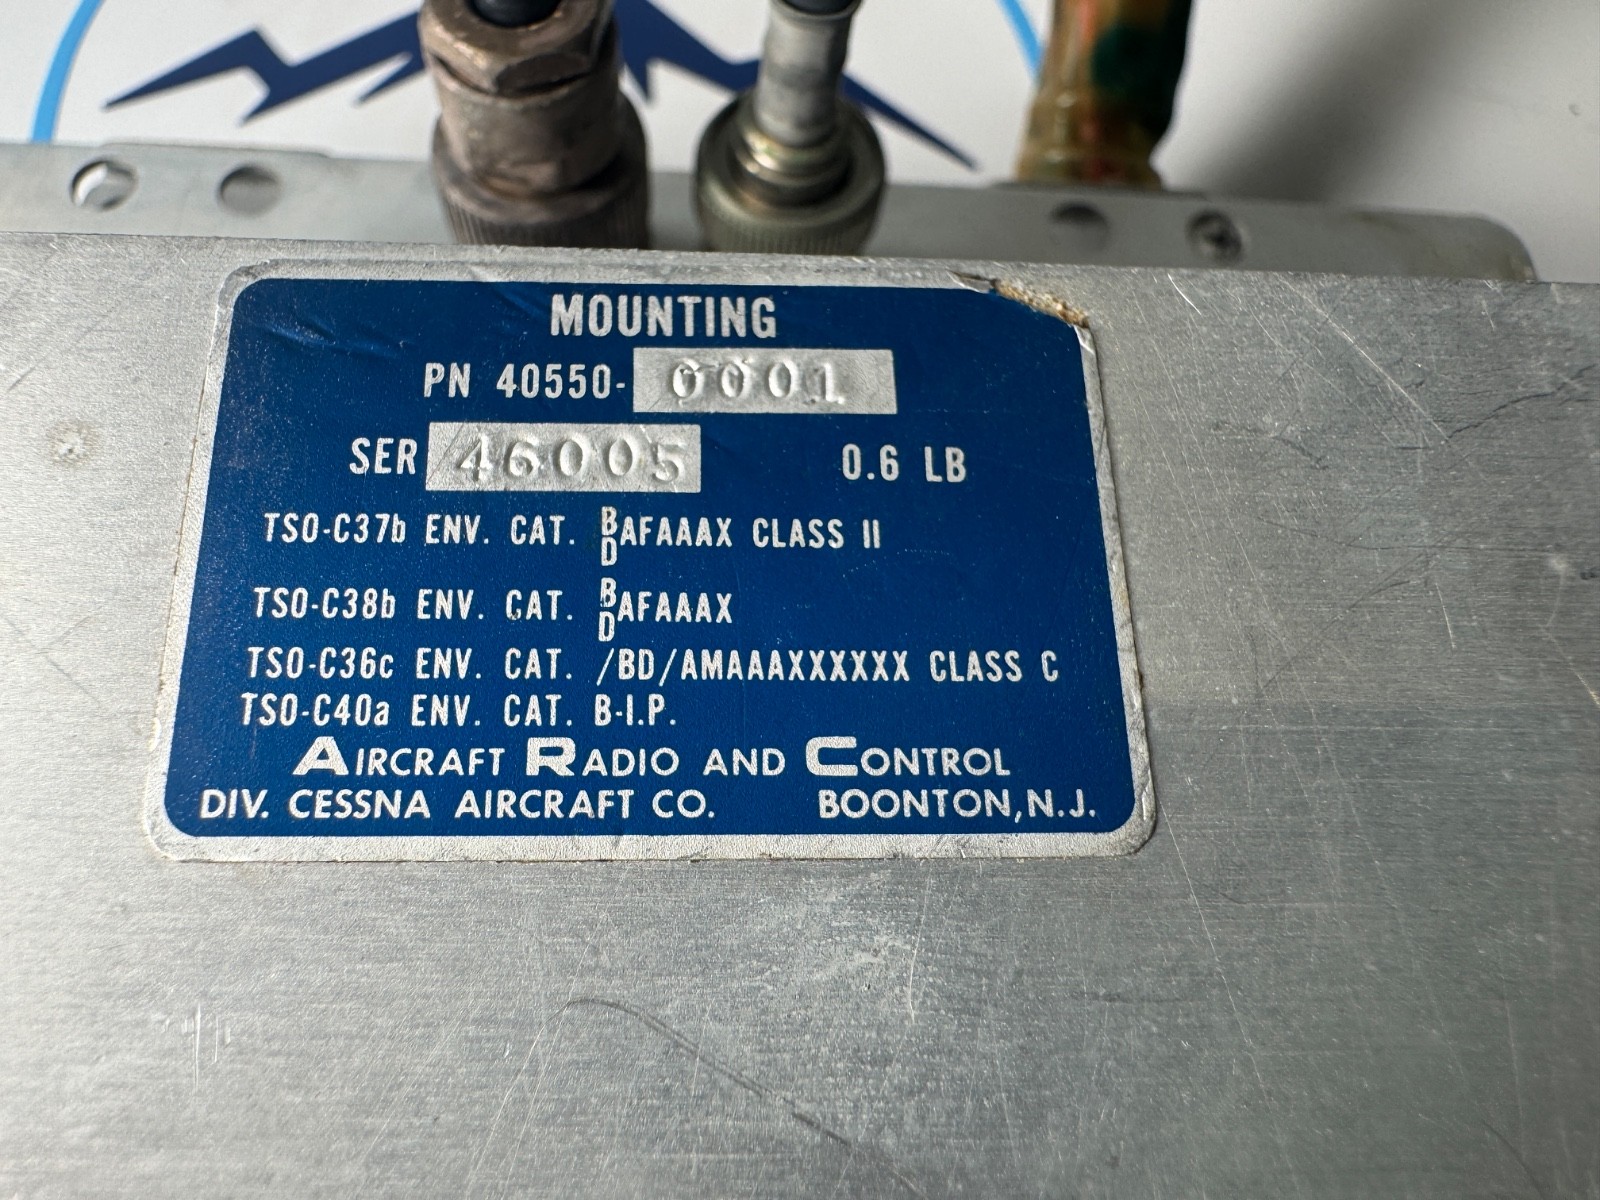 MOUNTING
PN 40550-0001
SER 46005 0.6 LB
TSO-C37b ENV. CAT. B/D AFAAAX CLASS II
TSO-C38b ENV. CAT. B/D AFAAAX
TSO-C36c ENV. CAT. /BD/AMAAAXXXXXX CLASS C
TSO-C40a ENV. CAT. B-I.P.
AIRCRAFT RADIO AND CONTROL
DIV. CESSNA AIRCRAFT CO. BOONTON, N.J.